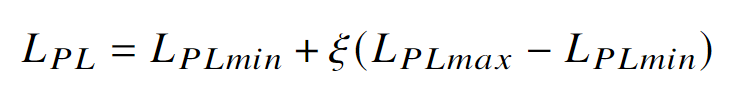 L_{PL} = L_{PLmin} + ξ(L_{PLmax} − L_{PLmin})